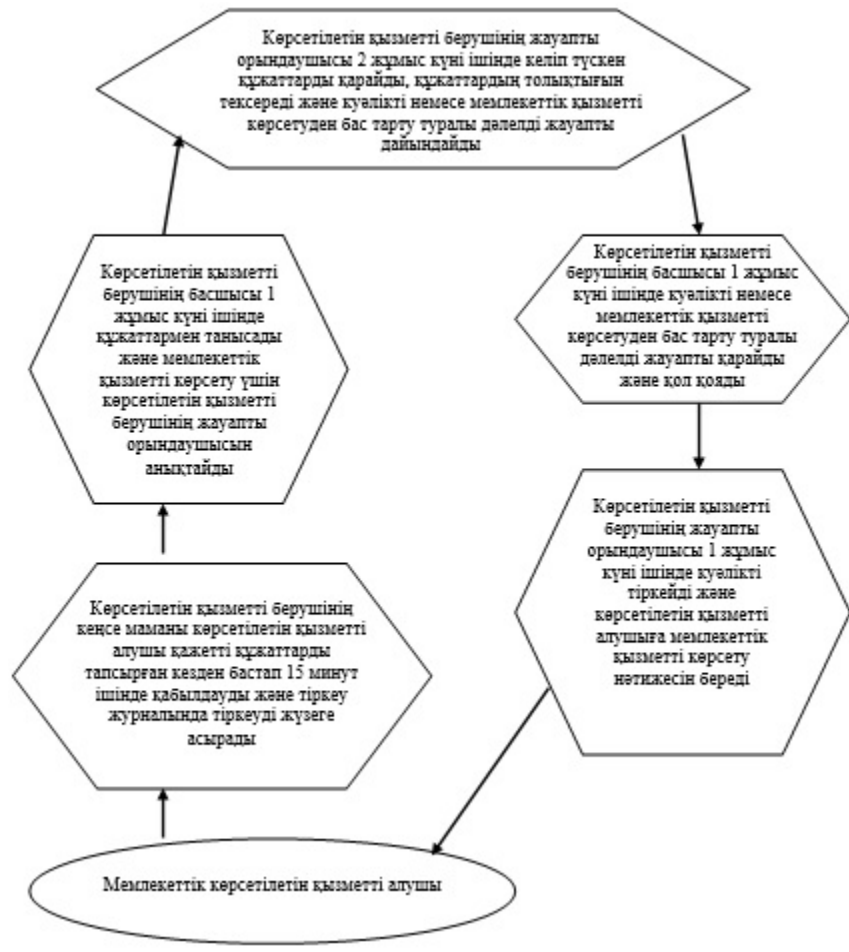 Көрсетілетін қызметті берушінің жауапты
орындаушысы 2 жұмыс күні ішінде келіп түскен
құжаттарды қарайды, құжаттардың толықтығын
тексереді және куәлікті немесе мемлекеттік қызметті
көрсетуден бас тарту туралы дәлелді жауапты
дайындайды
Көрсетілетін қызметті
берушінің басшысы 1
жұмыс күні ішінде
құжаттармен танысады
және мемлекеттік
қызметті көрсету үшін
көрсетілетін қызметті
берушінің жауапты
орындаушысын
анықтайды
Көрсетілетін қызметті
берушінің басшысы 1 жұмыс
күні ішінде куәлікті немесе
мемлекеттік қызметті
көрсетуден бас тарту туралы
дәлелді жауапты қарайды
және қол қояды
Көрсетілетін қызметті берушінің
кеңсе маманы көрсетілетін қызметті
алушы қажетті құжаттарды
тапсырған кезден бастап 15 минут
ішінде қабылдауды және тіркеу
журналында тіркеуді жүзеге
асырады
Көрсетілетін қызметті
берушінің жауапты
орындаушысы 1 жұмыс
күні ішінде куәлікті
тіркейді және
көрсетілетін қызметті
алушыға мемлекеттік
қызметті көрсету
нәтижесін береді
Мемлекеттік көрсетілетін қызметті алушы